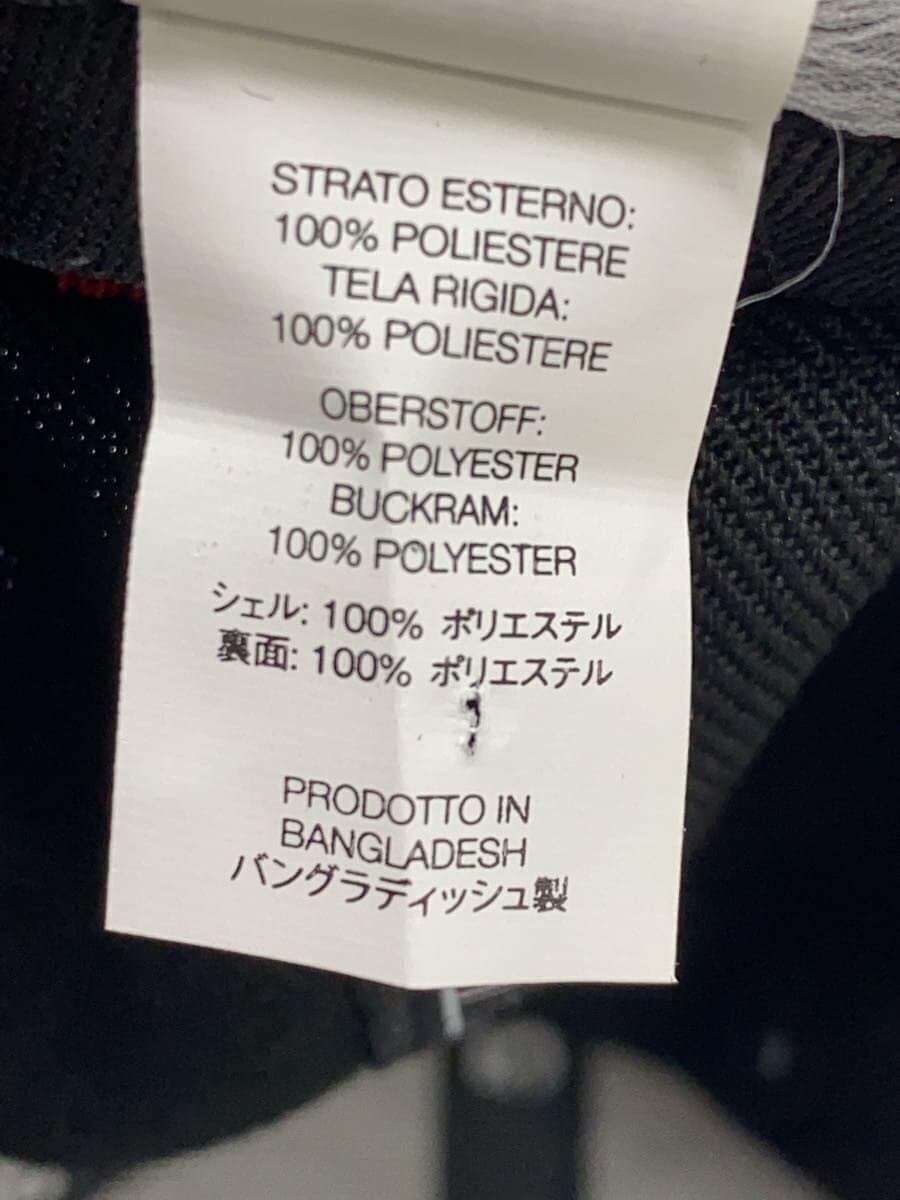 STRATO ESTERNO:
100% POLIESTERE
TELA RIGIDA:
100% POLIESTERE
OBERSTOFF:
100% POLYESTER
BUCKRAM:
100% POLYESTER
シェル: 100% ポリエステル
裏面: 100% ポリエステル
PRODOTTO IN
BANGLADESH
バングラディッシュ製